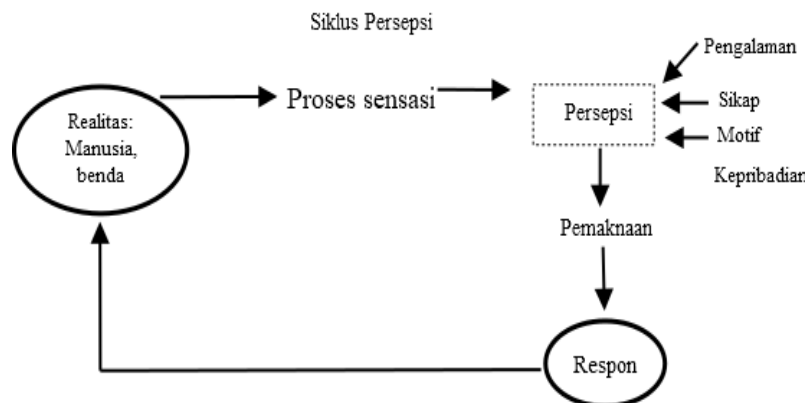 Siklus Persepsi
Realitas:
Manusia,
benda
Proses sensasi
Persepsi
Pengalaman
Sikap
Motif
Kepribadian
Pemaknaan
Respon